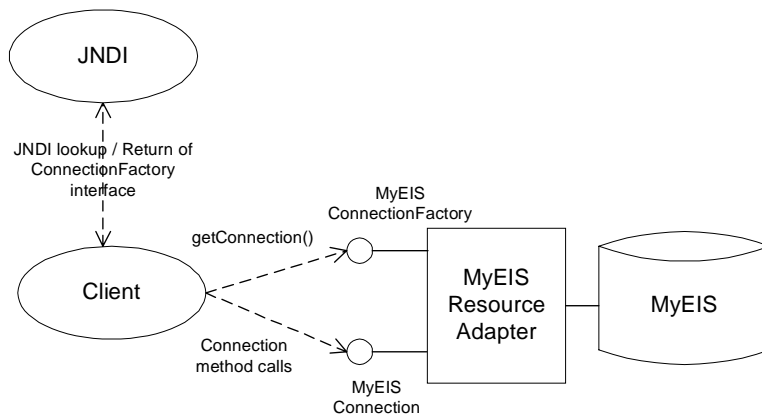 JNDI
JNDI lookup / Return of
ConnectionFactory
interface
MyEIS
ConnectionFactory
getConnection()
Client
MyEIS
Resource
Adapter
MyEIS
Connection
method calls
MyEIS
Connection